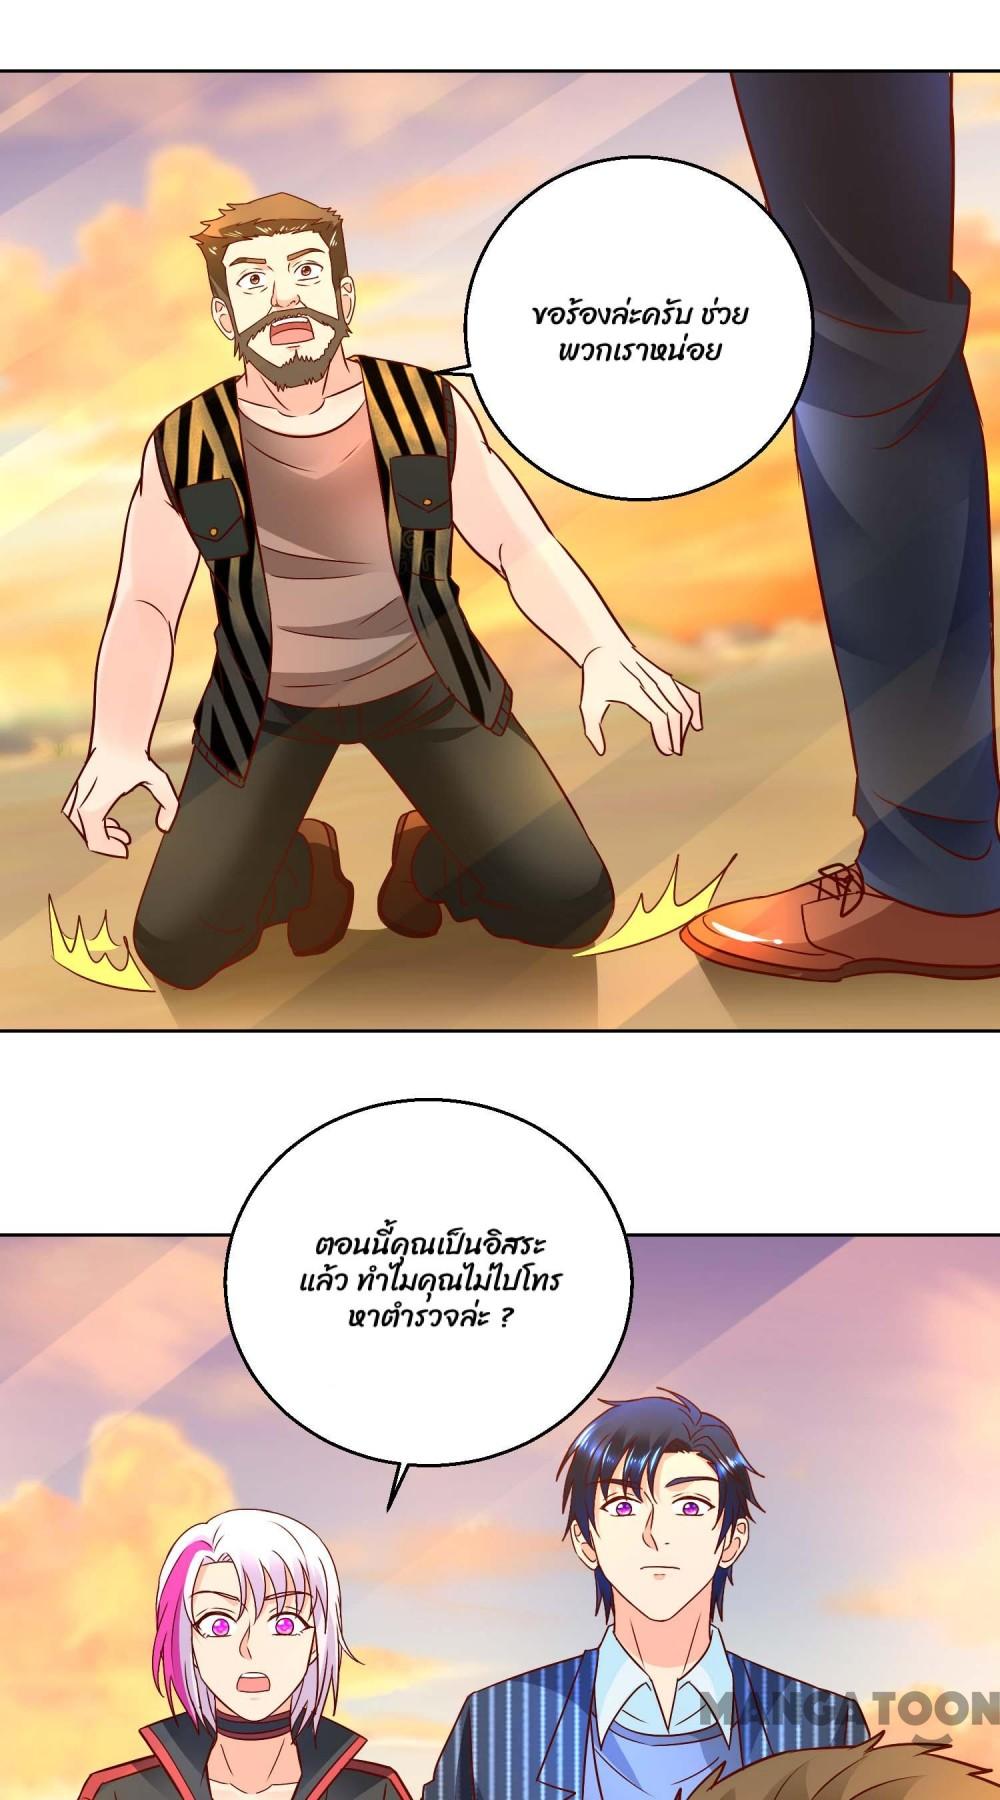 ขอร้องล่ะครับ ช่วย
พวกเราหน่อย
ตอนนี้คุณเป็นอิสระ
แล้ว ทำไมคุณไม่ไปโทร
หาตำรวจล่ะ ?
MANGATOON